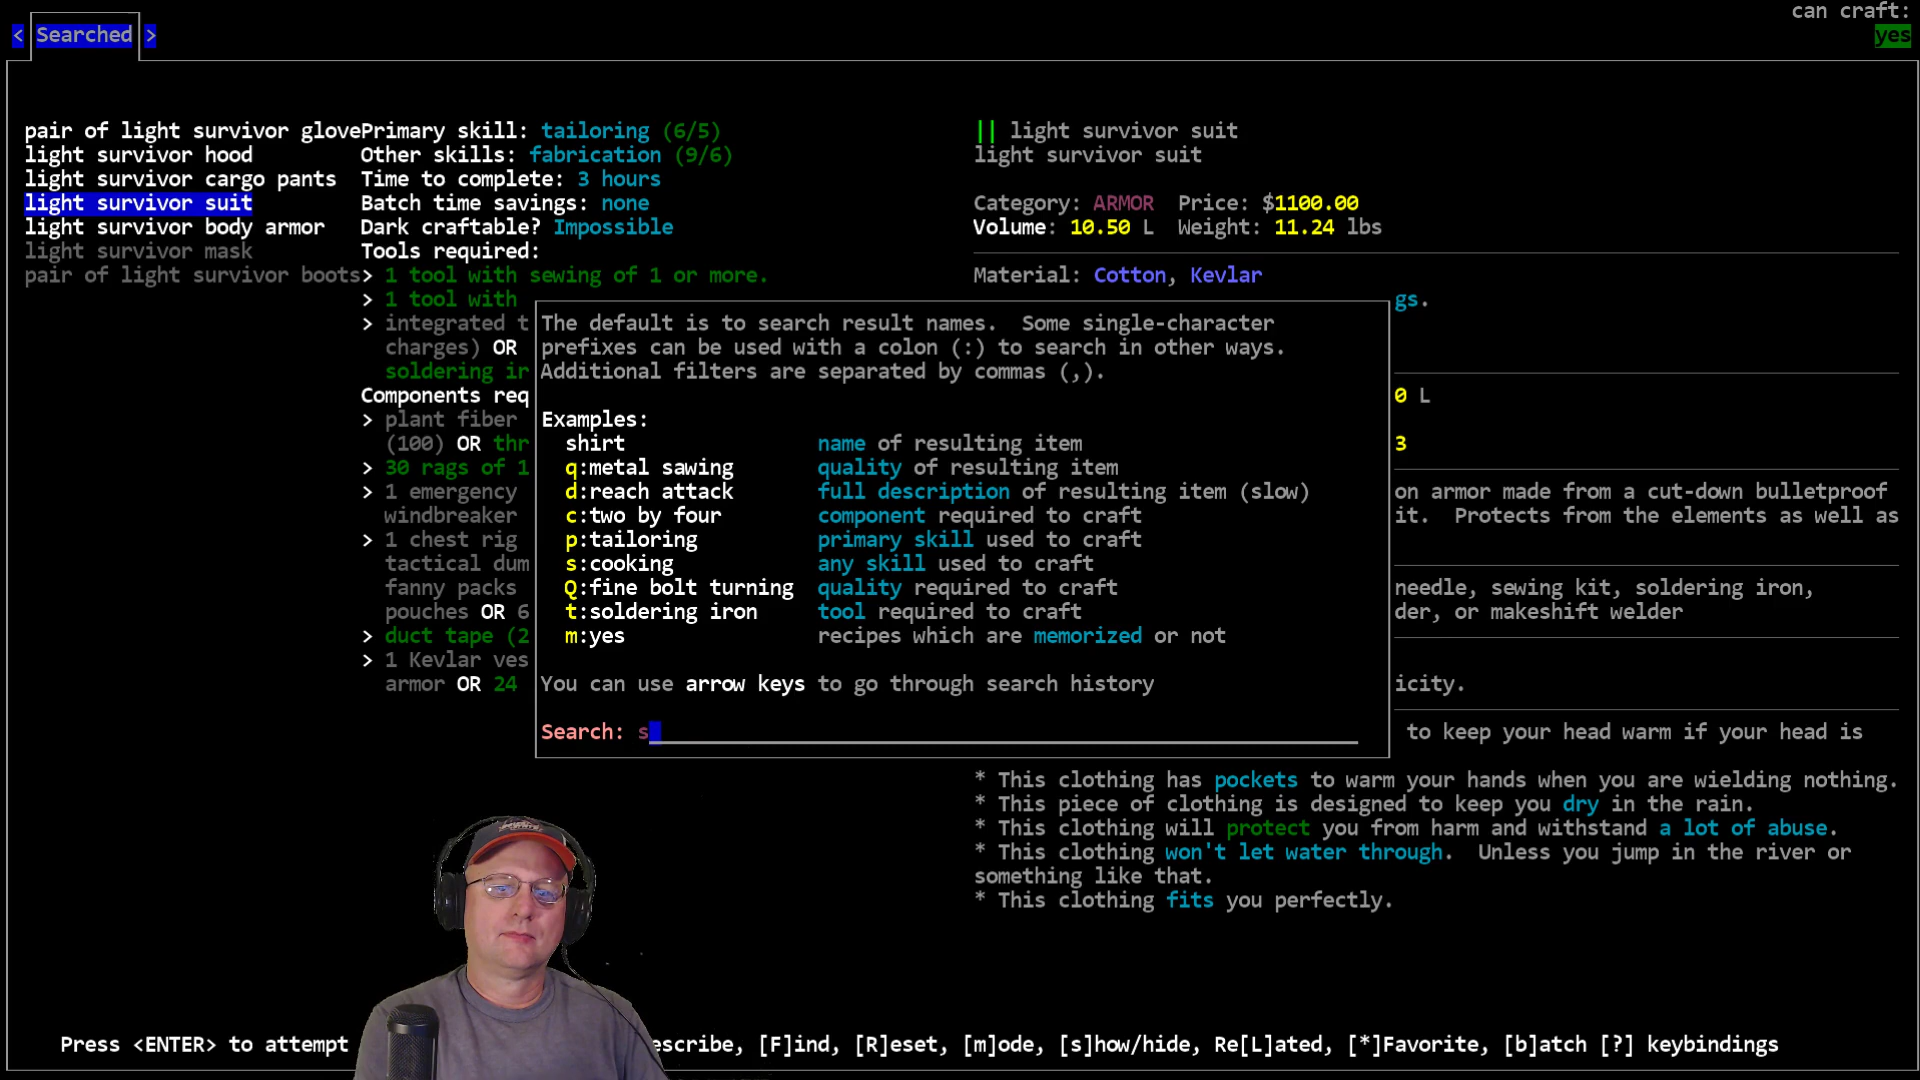 can craft:
< Searched >
yes
pair of light survivor glovePrimary skill: tailoring (6/5)
|| light survivor suit
light survivor hood
Other skills: fabrication (9/6)
light survivor suit
light survivor cargo pants
Time to complete: 3 hours
light survivor suit
Batch time savings: none
Category: ARMOR Price: $1100.00
light survivor body armor
Dark craftable? Impossible
Volume: 10.50 L Weight: 11.24 lbs
light survivor mask
Tools required:
pair of light survivor boots> 1 tool with sewing of 1 or more.
Material: Cotton, Kevlar
> 1 tool with
gs.
> integrated t
charges) OR
soldering ir
Components req
0 L
> plant fiber
(100) OR thr
3
> 30 rags of 1
> 1 emergency
on armor made from a cut-down bulletproof
windbreaker
it. Protects from the elements as well as
> 1 chest rig
tactical dum
fanny packs
needle, sewing kit, soldering iron,
pouches OR 6
der, or makeshift welder
> duct tape (2
> 1 Kevlar ves
armor OR 24
icity.
to keep your head warm if your head is
The default is to search result names. Some single-character
prefixes can be used with a colon (:) to search in other ways.
Additional filters are separated by commas (,).
Examples:
shirt name of resulting item
q:metal sawing quality of resulting item
d:reach attack full description of resulting item (slow)
c:two by four component required to craft
p:tailoring primary skill used to craft
s:cooking any skill used to craft
Q:fine bolt turning quality required to craft
t:soldering iron tool required to craft
m:yes recipes which are memorized or not
You can use arrow keys to go through search history
Search: s
* This clothing has pockets to warm your hands when you are wielding nothing.
* This piece of clothing is designed to keep you dry in the rain.
* This clothing will protect you from harm and withstand a lot of abuse.
* This clothing won't let water through. Unless you jump in the river or
something like that.
* This clothing fits you perfectly.
Press <ENTER> to attempt
escribe, [F]ind, [R]eset, [m]ode, [s]how/hide, Re[L]ated, [*]Favorite, [b]atch [?] keybindings